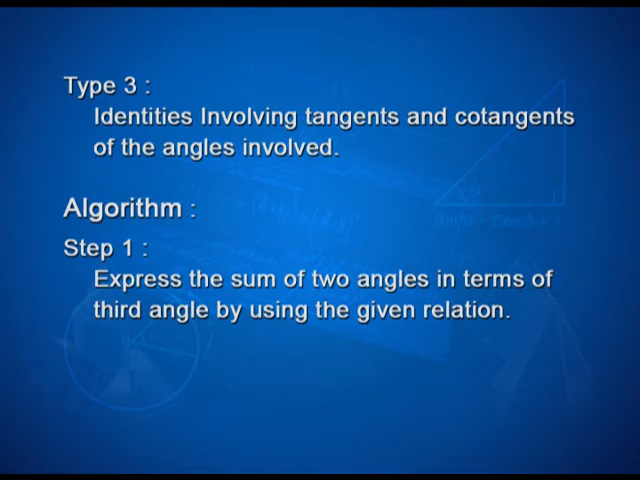 Type 3 :
Identities Involving tangents and cotangents
of the angles involved.
Algorithm :
Step 1 :
Express the sum of two angles in terms of
third angle by using the given relation.